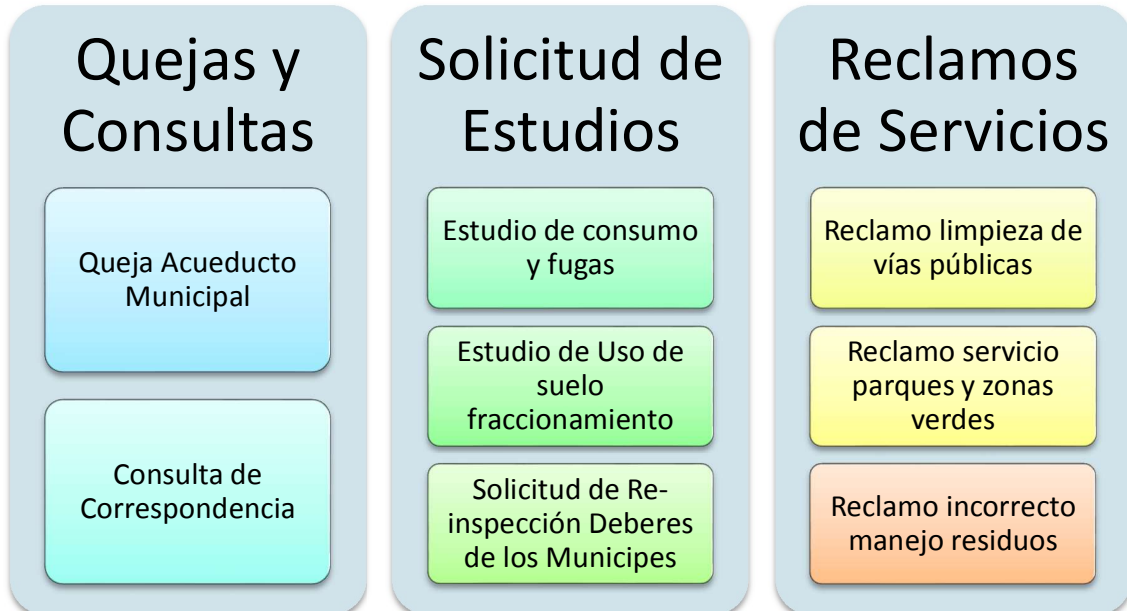 Quejas y
Consultas
Queja Acueducto
Municipal
Consulta de
Correspondencia
Solicitud de
Estudios
Estudio de consumo
y fugas
Estudio de Uso de
suelo
fraccionamiento
Solicitud de Re-
inspección Deberes
de los Municipes
Reclamos
de Servicios
Reclamo limpieza de
vías públicas
Reclamo servicio
parques y zonas
verdes
Reclamo incorrecto
manejo residuos